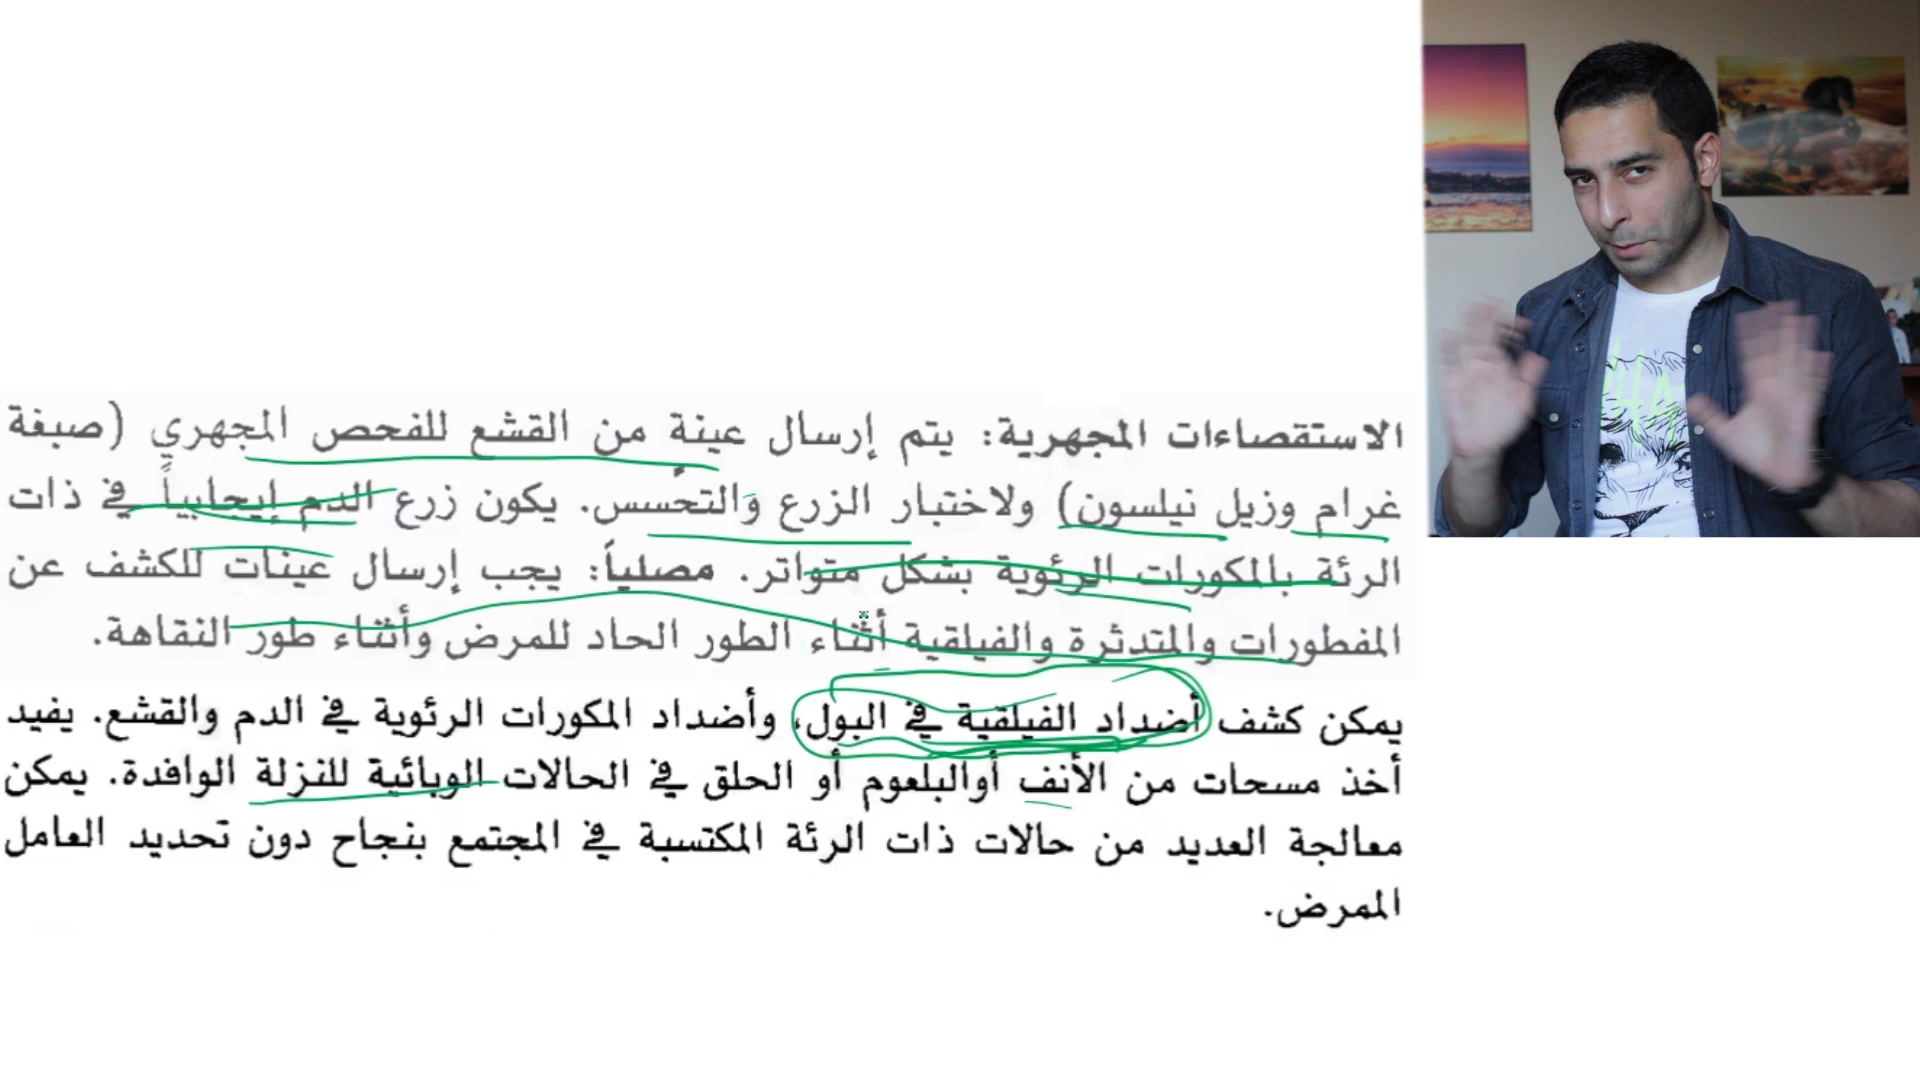 الاستقصاءات المجهرية: يتم إرسال عينة من القشع للفحص المجهري (صبغة
غرام وزيل نيلسون) ولاختبار الزرع والتحسس. يكون زرع الدم إيجابياً في ذات
الرئة بالمكورات الرئوية بشكل متواتر. مصلياً: يجب إرسال عينات للكشف عن
المفطورات والمتدثرة والفيلقية أثناء الطور الحاد للمرض وأثناء طور النقاهة.
يمكن كشف أضداد الفيلقية في البول، وأضداد المكورات الرئوية في الدم والقشع. يفيد
أخذ مسحات من الأنف أوالبلعوم أو الحلق في الحالات الوبائية للنزلة الوافدة. يمكن
معالجة العديد من حالات ذات الرئة المكتسبة في المجتمع بنجاح دون تحديد العامل
الممرض.